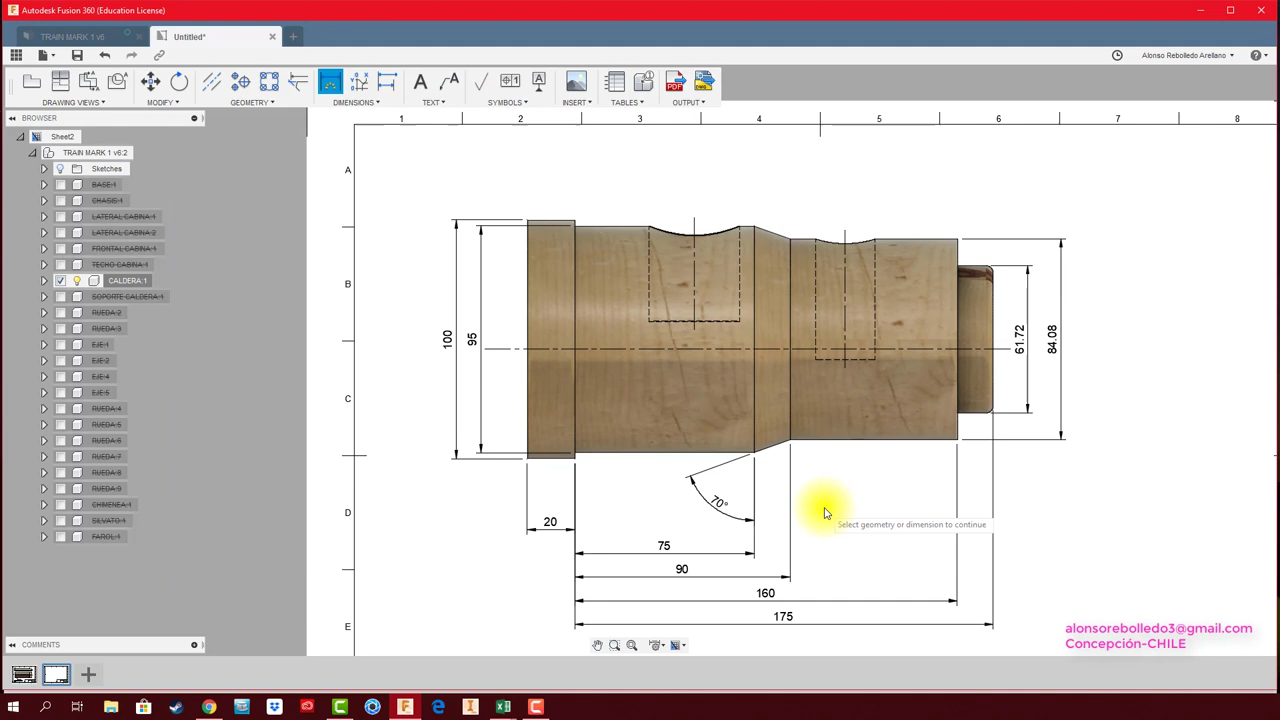 Autodesk Fusion 360 (Education License)
TRAIN MARK 1 v6
Untitled*
Alonso Rebolledo Arellano
DRAWING VIEWS
MODIFY
GEOMETRY
DIMENSIONS
TEXT
SYMBOLS
INSERT
TABLES
OUTPUT
BROWSER
Sheet2
TRAIN MARK 1 v6:2
Sketches
BASE:1
CHASIS:1
LATERAL CABINA:1
LATERAL CABINA:2
FRONTAL CABINA:1
TECHO CABINA:1
CALDERA:1
SOPORTE CALDERA:1
RUEDA:2
RUEDA:3
EJE:1
EJE:2
EJE:4
EJE:5
RUEDA:4
RUEDA:5
RUEDA:6
RUEDA:7
RUEDA:8
RUEDA:9
CHIMENEA:1
SILVATO:1
FAROL:1
COMMENTS
1 2 3 4 5 6 7 8
A
B
C
D
E
100
95
61.72
84.08
70°
20
75
90
160
175
Select geometry or dimension to continue
alonsorebolledo3@gmail.com
Concepción-CHILE